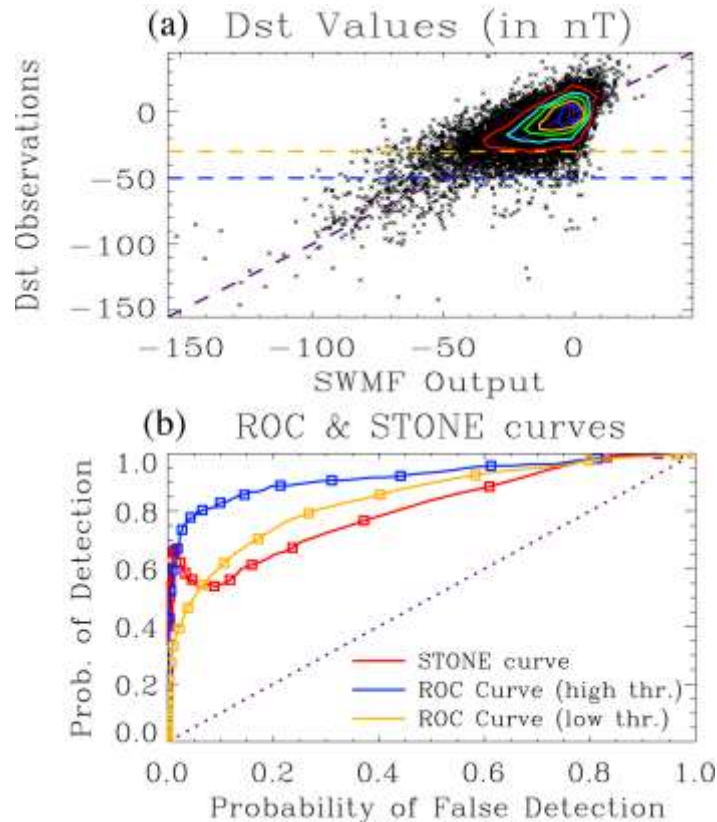 (a) Dst Values (in nT)
Dst Observations
0
−50
−100
−150
−150 −100 −50 0
SWMF Output
(b) ROC & STONE curves
Prob. of Detection
1.0
0.8
0.6
0.4
0.2
0.0
STONE curve
ROC Curve (high thr.)
ROC Curve (low thr.)
0.0 0.2 0.4 0.6 0.8 1.0
Probability of False Detection